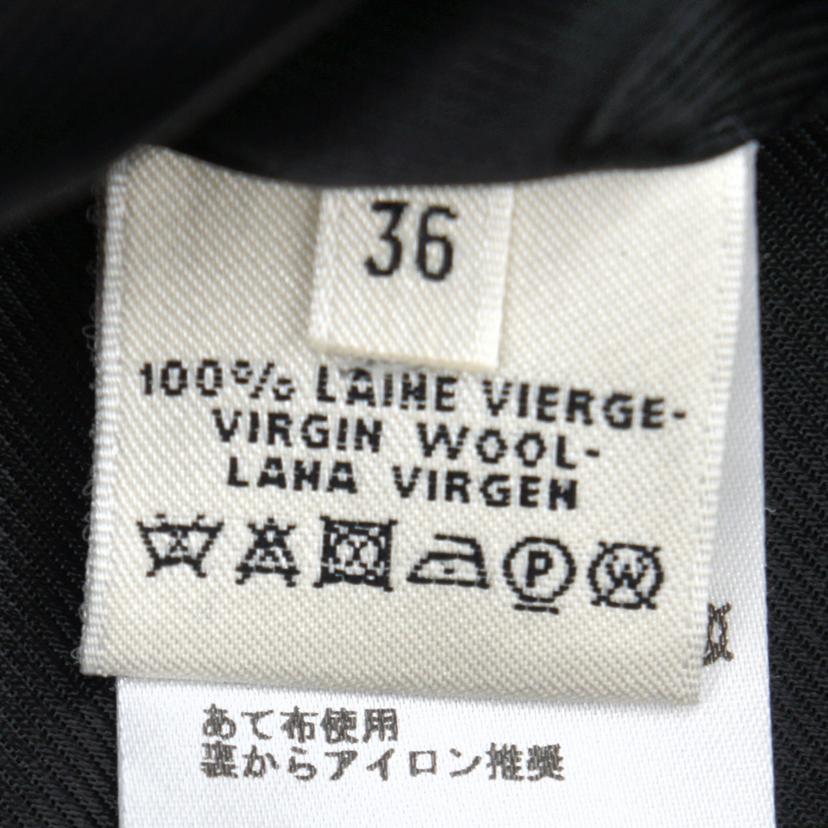 36
100% LAINE VIERGE-
VIRGIN WOOL-
LANA VIRGEN
P W
あて布使用
裏からアイロン推奨